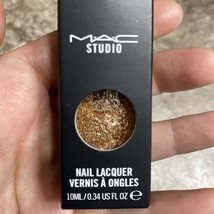 MAC
STUDIO
NAIL LACQUER
VERNIS À ONGLES
10ML / 0.34 US FL OZ ℮